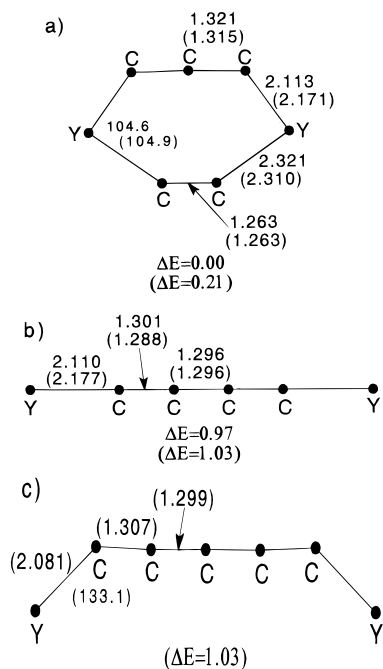 a)
1.321
(1.315)
C C C
2.113
(2.171)
Y 104.6 Y
(104.9)
2.321
(2.310)
C C
1.263
(1.263)
ΔE=0.00
(ΔE=0.21)
b)
1.301
(1.288)
2.110
(2.177)
1.296
(1.296)
Y C C C C Y
ΔE=0.97
(ΔE=1.03)
c)
(1.299)
(1.307)
(2.081)
C C C C C
(133.1)
Y Y
(ΔE=1.03)